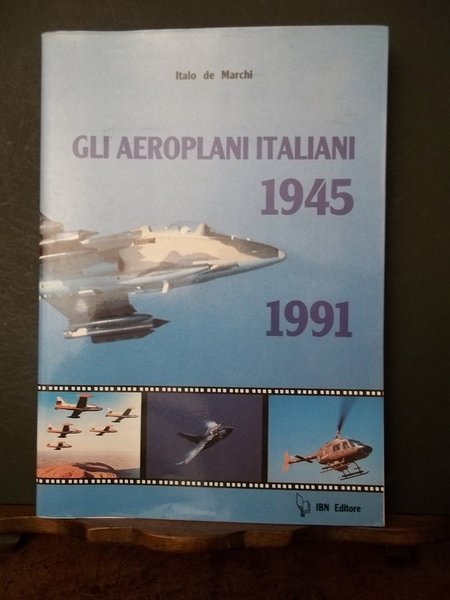 Italo de Marchi
GLI AEROPLANI ITALIANI
1945
1991
IBN Editore